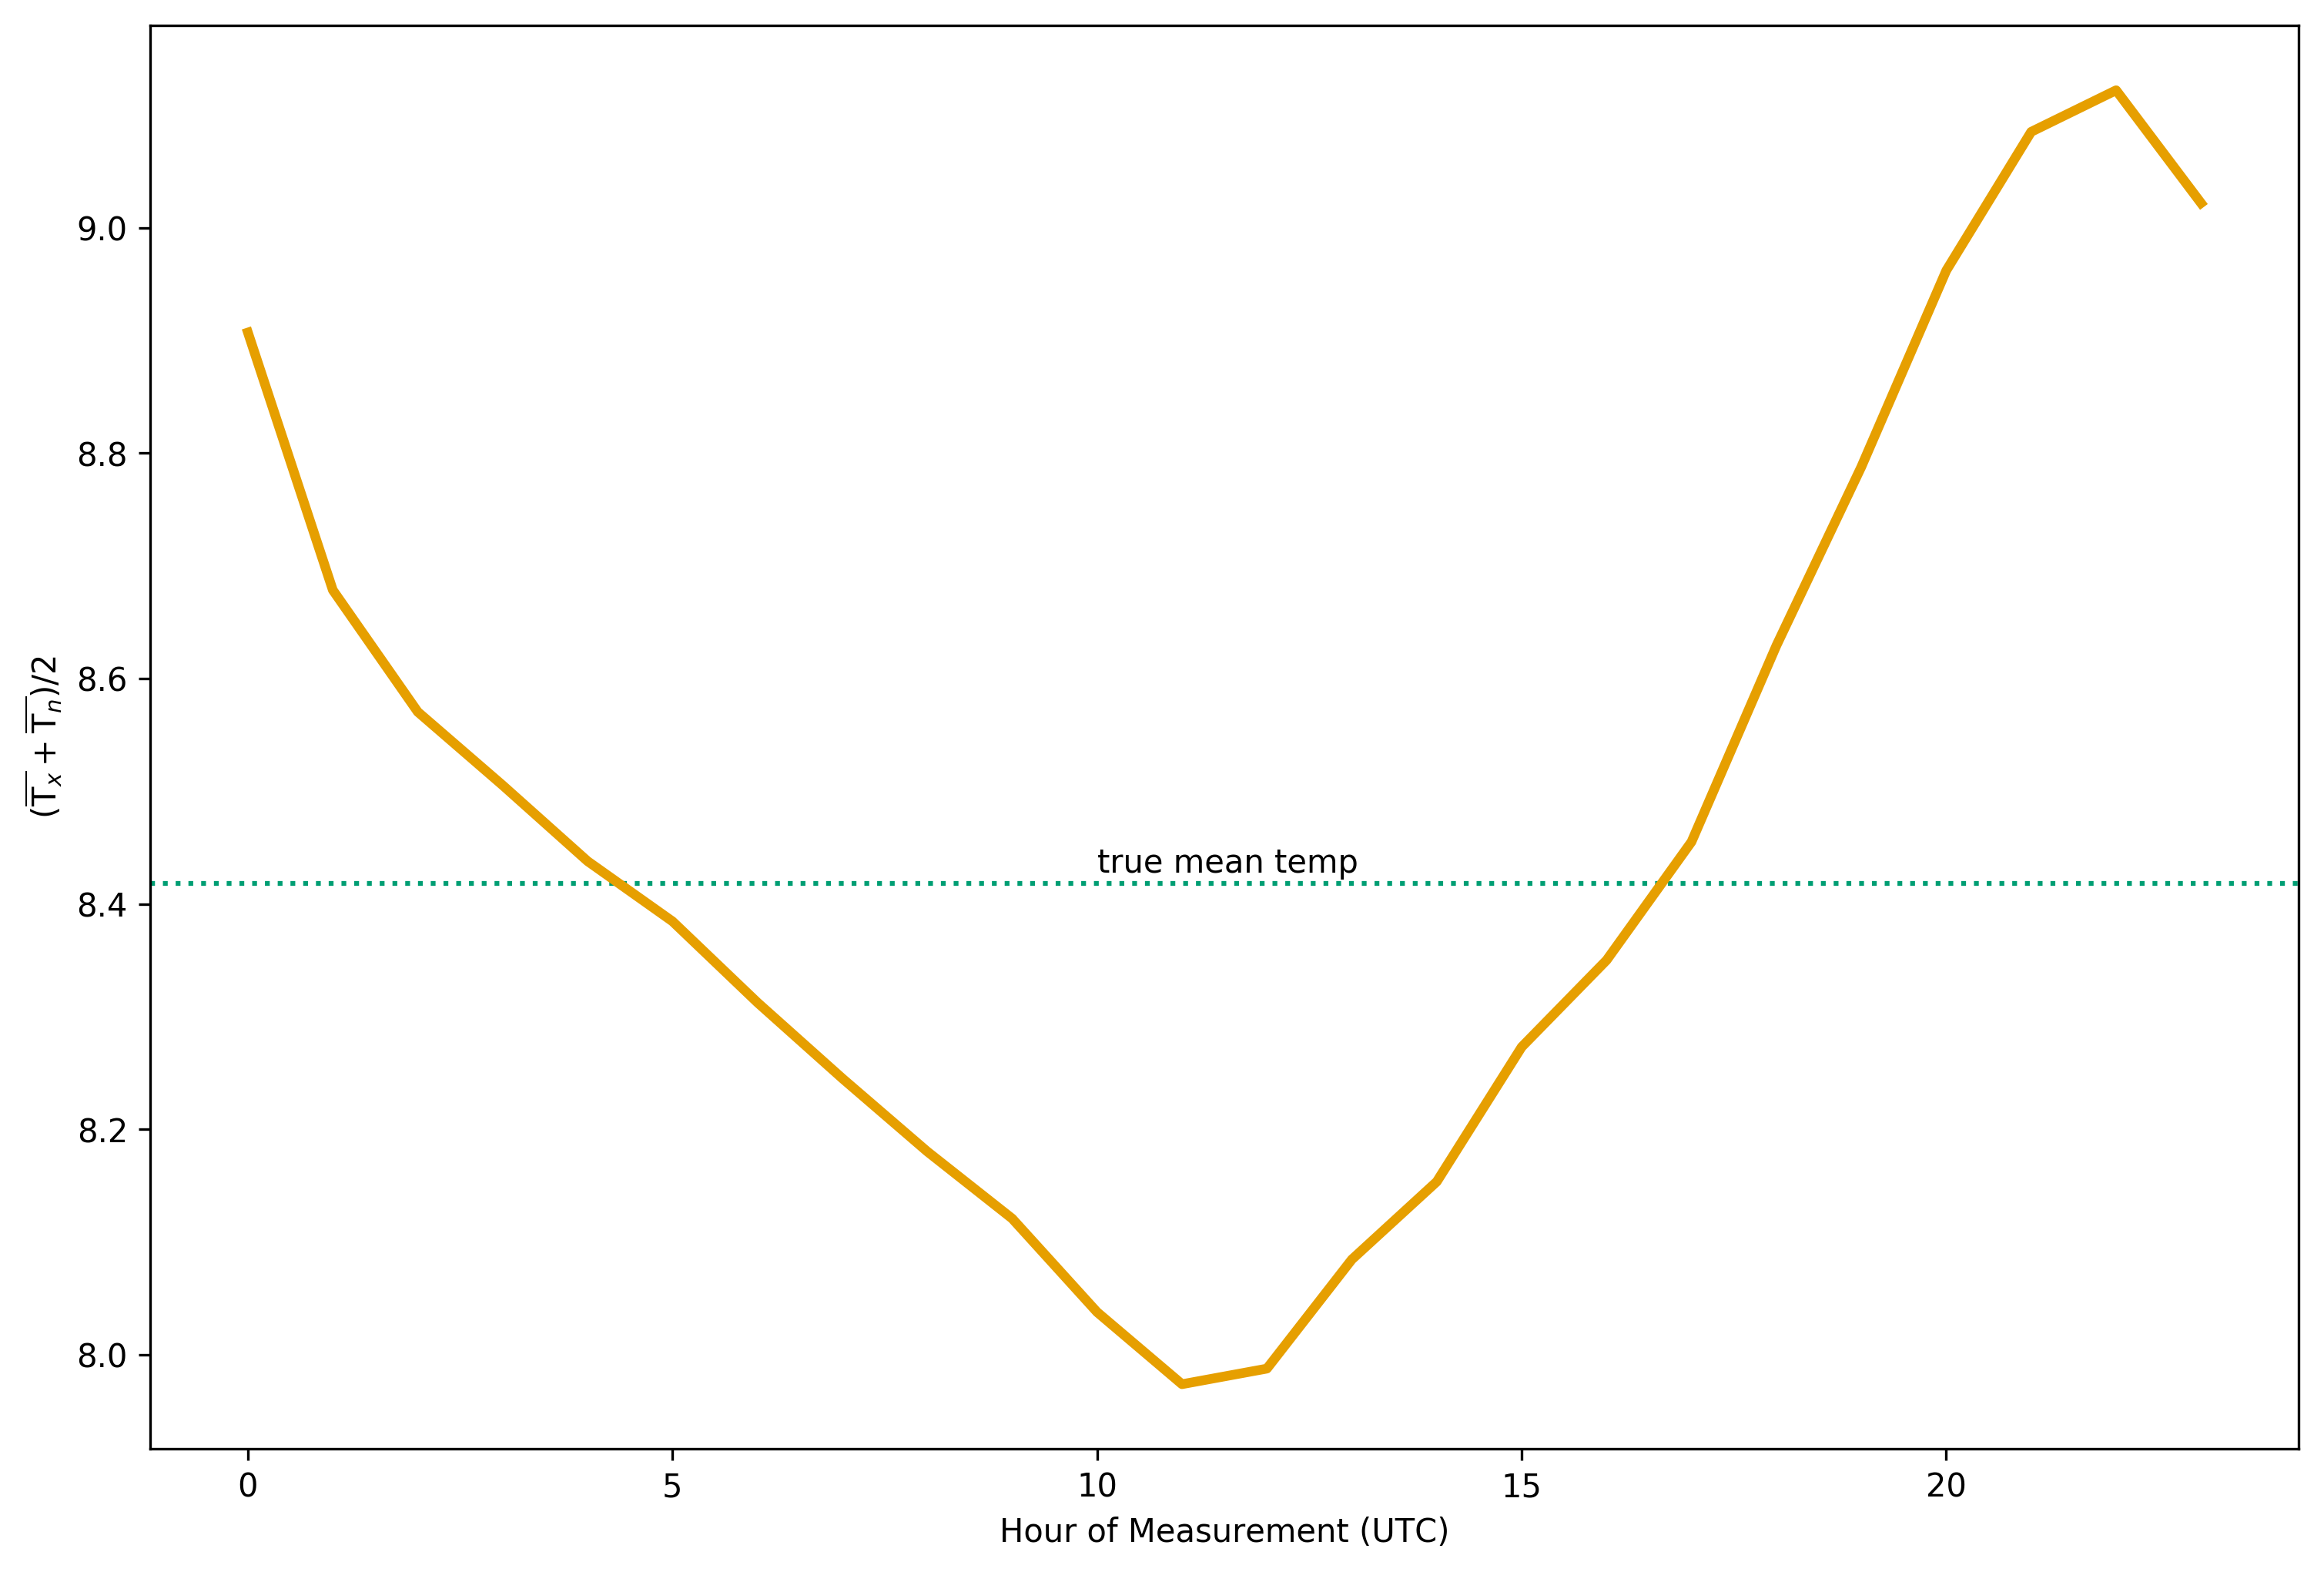 9.0
8.8
8.6
8.4
8.2
8.0
(T̅ₓ + T̅ₙ)/2
true mean temp
0 5 10 15 20
Hour of Measurement (UTC)